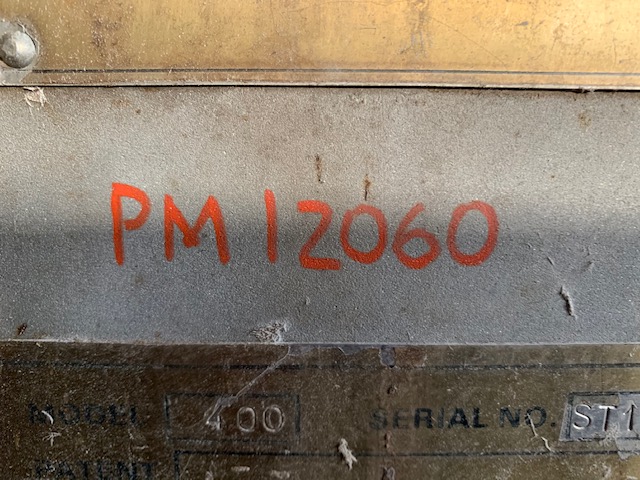 PM 12060
MODEL 400 SERIAL NO. ST1
PATENT